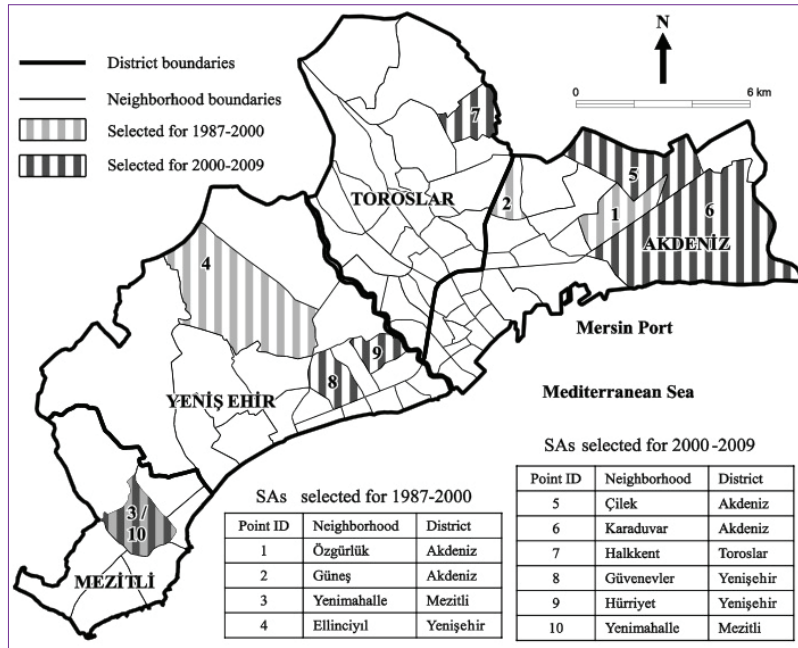 District boundaries
Neighborhood boundaries
Selected for 1987-2000
Selected for 2000-2009
N
0 6 km
7
TOROSLAR
2
5
1
6
AKDENİZ
4
Mersin Port
9
8
YENİŞ EHİR
Mediterranean Sea
3 /
10
MEZİTLİ
SAs selected for 1987-2000
Point ID Neighborhood District
1 Özgürlük Akdeniz
2 Güneş Akdeniz
3 Yenimahalle Mezitli
4 Ellinciyıl Yenişehir
SAs selected for 2000-2009
Point ID Neighborhood District
5 Çilek Akdeniz
6 Karaduvar Akdeniz
7 Halkkent Toroslar
8 Güvenevler Yenişehir
9 Hürriyet Yenişehir
10 Yenimahalle Mezitli